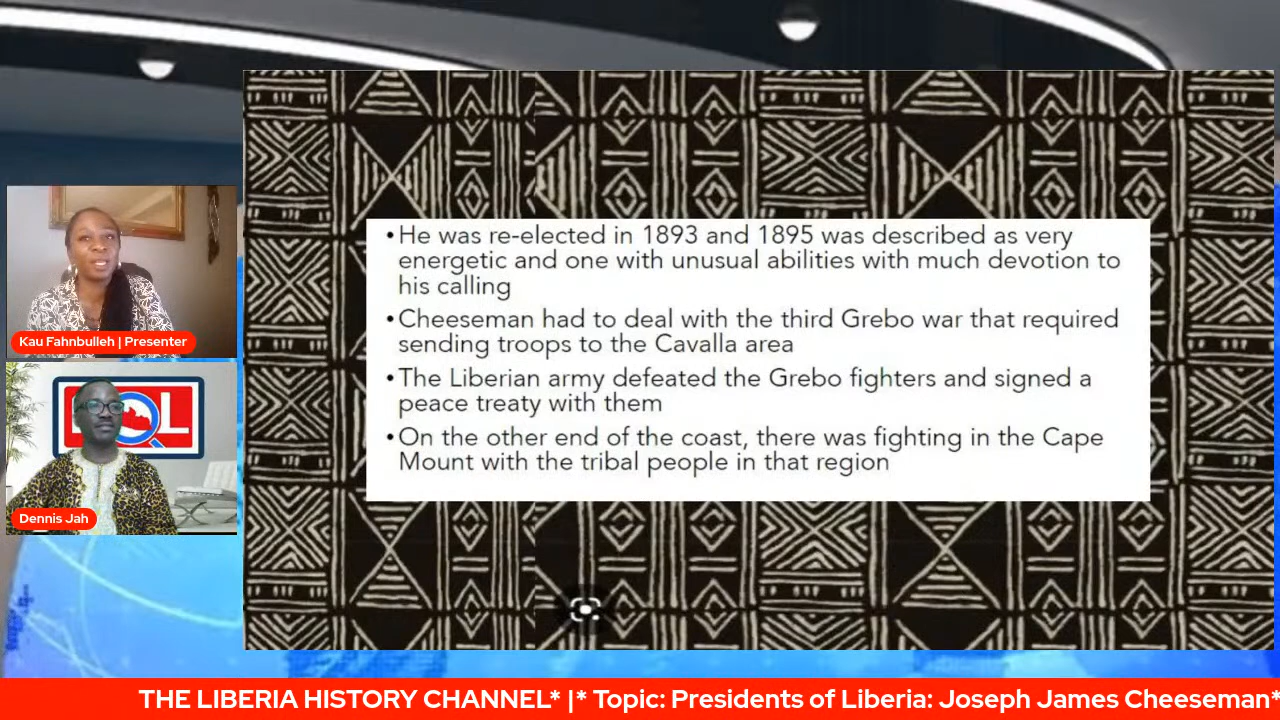 • He was re-elected in 1893 and 1895 was described as very
energetic and one with unusual abilities with much devotion to
his calling
• Cheeseman had to deal with the third Grebo war that required
sending troops to the Cavalla area
• The Liberian army defeated the Grebo fighters and signed a
peace treaty with them
• On the other end of the coast, there was fighting in the Cape
Mount with the tribal people in that region
Kau Fahnbulleh | Presenter
Dennis Jah
THE LIBERIA HISTORY CHANNEL* |* Topic: Presidents of Liberia: Joseph James Cheeseman*